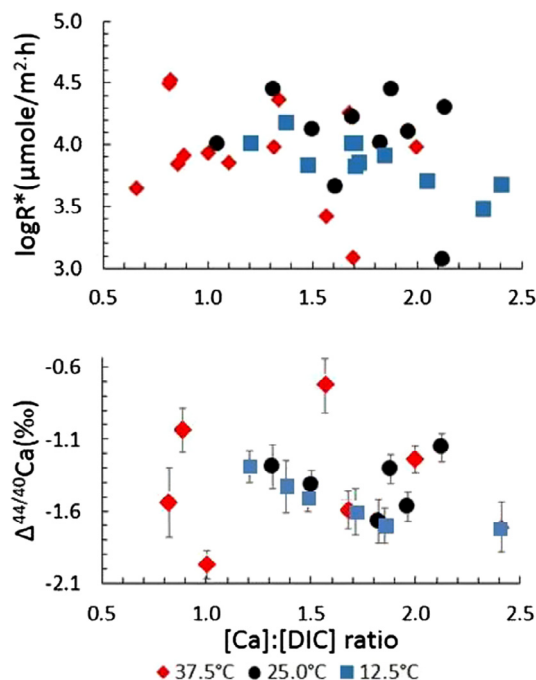 logR*(μmole/m²·h)
5.0
4.5
4.0
3.5
3.0
0.5 1.0 1.5 2.0 2.5
Δ⁴⁴/⁴⁰Ca(‰)
-0.6
-1.1
-1.6
-2.1
0.5 1.0 1.5 2.0 2.5
[Ca]:[DIC] ratio
37.5°C 25.0°C 12.5°C